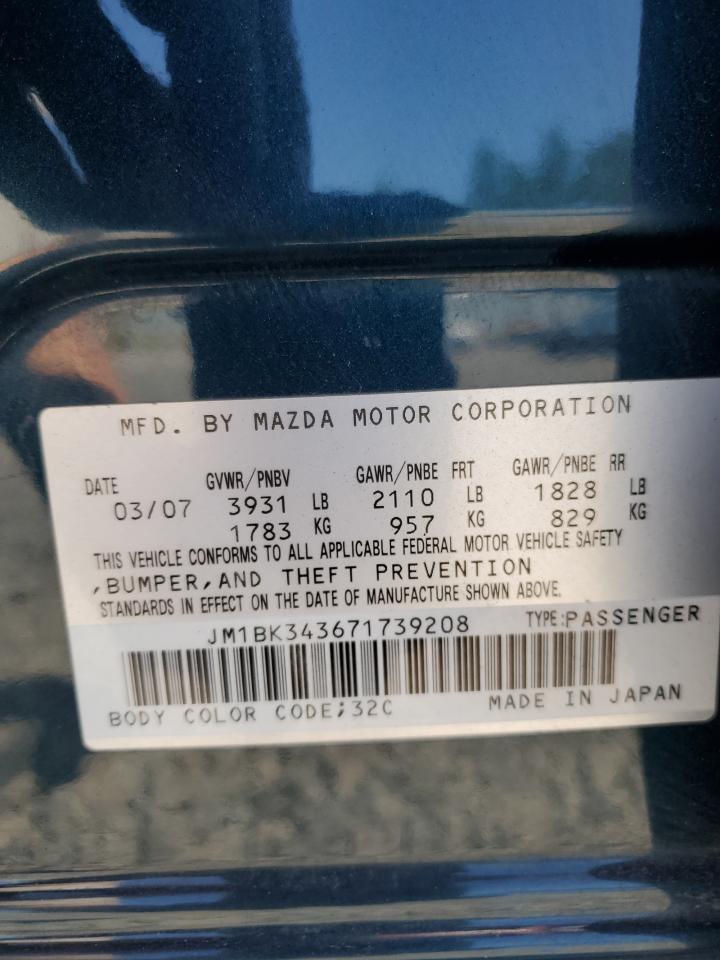 MFD. BY MAZDA MOTOR CORPORATION
DATE GVWR/PNBV GAWR/PNBE FRT GAWR/PNBE RR
03/07 3931 LB 2110 LB 1828 LB
1783 KG 957 KG 829 KG
THIS VEHICLE CONFORMS TO ALL APPLICABLE FEDERAL MOTOR VEHICLE SAFETY
,BUMPER,AND THEFT PREVENTION
STANDARDS IN EFFECT ON THE DATE OF MANUFACTURE SHOWN ABOVE.
JM1BK343671739208 TYPE:PASSENGER
BODY COLOR CODE;32C MADE IN JAPAN